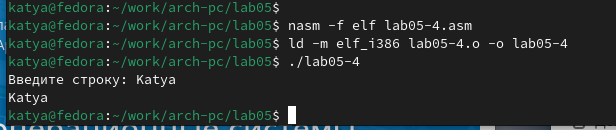 katya@fedora:~/work/arch-pc/lab05$
katya@fedora:~/work/arch-pc/lab05$ nasm -f elf lab05-4.asm
katya@fedora:~/work/arch-pc/lab05$ ld -m elf_i386 lab05-4.o -o lab05-4
katya@fedora:~/work/arch-pc/lab05$ ./lab05-4
Введите строку: Katya
Katya
katya@fedora:~/work/arch-pc/lab05$